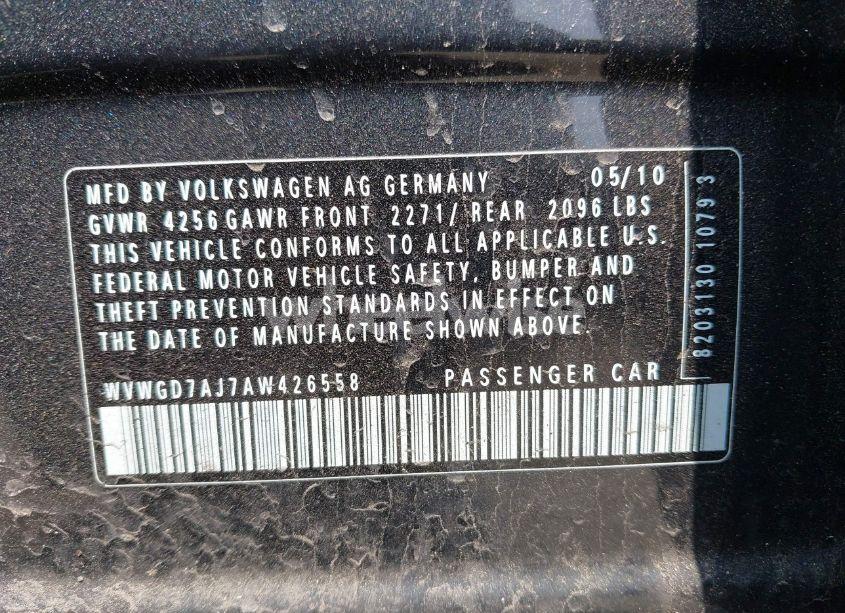 MFD BY VOLKSWAGEN AG GERMANY 05/10
GVWR 4256 GAWR FRONT 2271/ REAR 2096 LBS
THIS VEHICLE CONFORMS TO ALL APPLICABLE U.S.
FEDERAL MOTOR VEHICLE SAFETY, BUMPER AND
THEFT PREVENTION STANDARDS IN EFFECT ON
THE DATE OF MANUFACTURE SHOWN ABOVE.
WVWGD7AJ7AW426558 PASSENGER CAR
8203130 1079 3